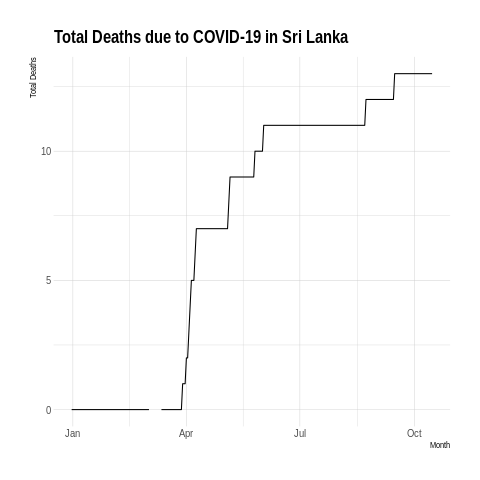 Total Deaths due to COVID-19 in Sri Lanka
Total Deaths
10
5
0
Jan Apr Jul Oct
Month